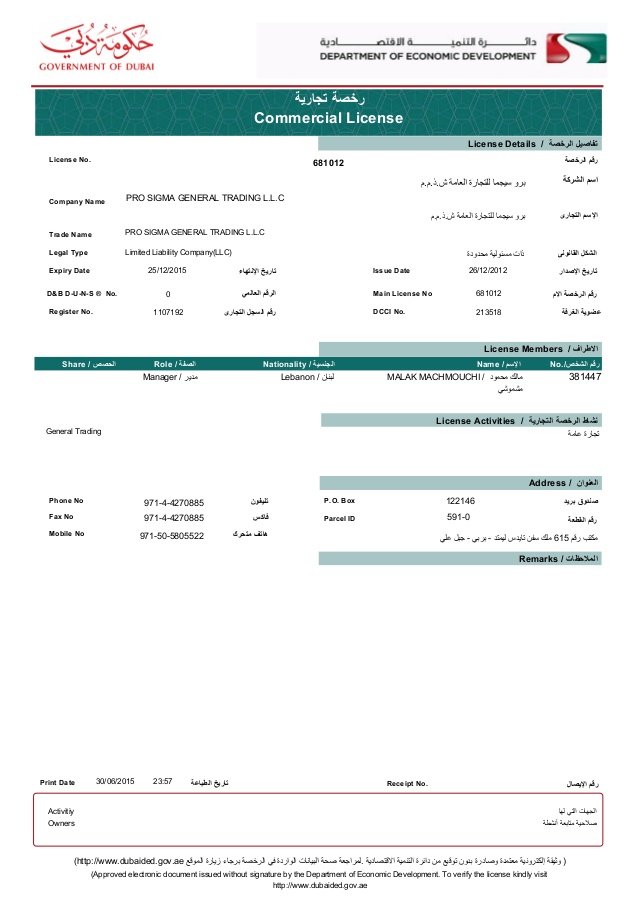 حكومة دبي
GOVERNMENT OF DUBAI
دائـــــرة التنميـــــة الاقتصـــــادية
DEPARTMENT OF ECONOMIC DEVELOPMENT
رخصة تجارية
Commercial License
License Details / تفاصيل الرخصة
License No. 681012 رقم الرخصة
برو سيجما للتجارة العامة ش.ذ.م.م اسم الشركة
Company Name PRO SIGMA GENERAL TRADING L.L.C
برو سيجما للتجارة العامة ش.ذ.م.م الإسم التجارى
Trade Name PRO SIGMA GENERAL TRADING L.L.C
Legal Type Limited Liability Company(LLC) ذات مسئولية محدودة الشكل القانونى
Expiry Date 25/12/2015 تاريخ الإنتهاء Issue Date 26/12/2012 تاريخ الإصدار
D&B D-U-N-S ® No. 0 الرقم العالمي Main License No 681012 رقم الرخصة الام
Register No. 1107192 رقم السجل التجارى DCCI No. 213518 عضوية الغرفة
License Members / الاطراف
Share / الحصص Role / الصفة Nationality / الجنسية Name / الإسم No./رقم الشخص
Manager / مدير Lebanon / لبنان MALAK MACHMOUCHI / مالك محمود 381447
مشموشي
License Activities / نشاط الرخصة التجارية
General Trading تجارة عامة
Address / العنوان
Phone No 971-4-4270885 تليفون P.O. Box 122146 صندوق بريد
Fax No 971-4-4270885 فاكس Parcel ID 591-0 رقم القطعة
Mobile No 971-50-5805522 هاتف متحرك مكتب رقم 615 ملك سفن تايدس ليمتد - بر بي - جبل علي
Remarks / الملاحظات
Print Date 30/06/2015 23:57 تاريخ الطباعة Receipt No. رقم الإيصال
Activitiy الجهات التي لها
Owners صلاحية متابعة أنشطة
( وثيقة إلكترونية معتمدة وصادرة بدون توقيع من دائرة التنمية الاقتصادية .لمراجعة صحة البيانات الواردة فى الرخصة برجاء زيارة الموقع http://www.dubaided.gov.ae)
(Approved electronic document issued without signature by the Department of Economic Development. To verify the license kindly visit
http://www.dubaided.gov.ae